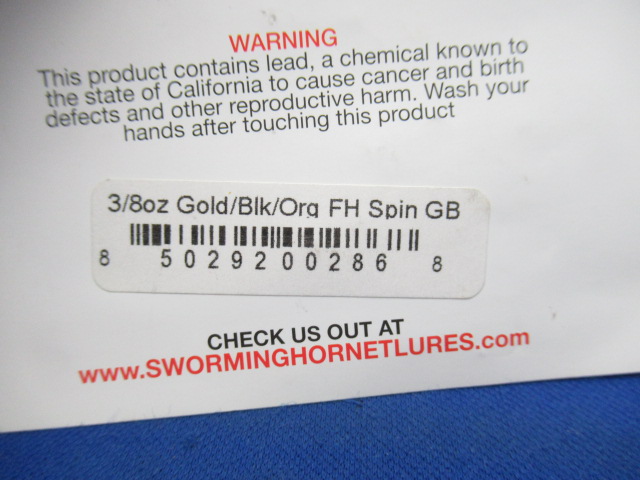 WARNING
This product contains lead, a chemical known to
the state of California to cause cancer and birth
defects and other reproductive harm. Wash your
hands after touching this product
3/8oz Gold/Blk/Org FH Spin GB
8 50292 00286 8
CHECK US OUT AT
www.SWORMINGHORNETLURES.com